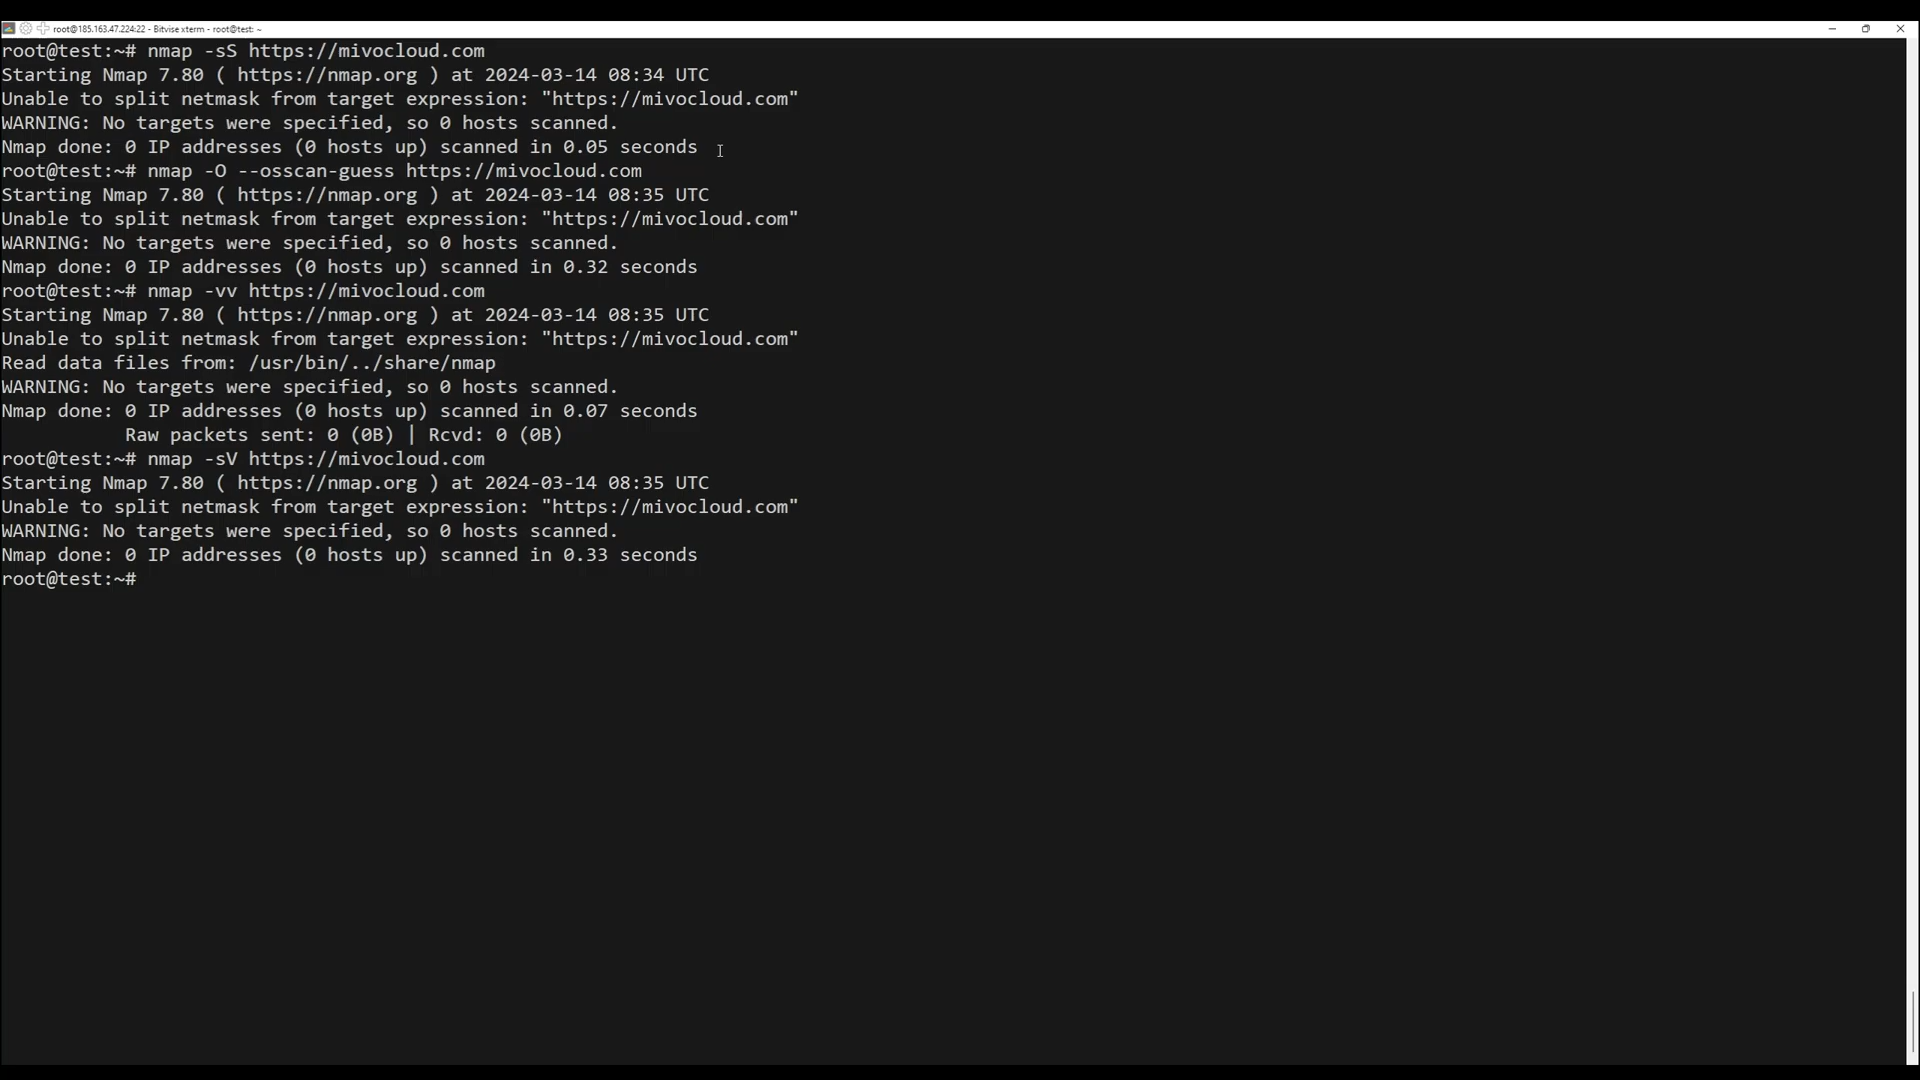 root@185.163.47.224:22 - Bitvise xterm - root@test: ~
root@test:~# nmap -sS https://mivocloud.com
Starting Nmap 7.80 ( https://nmap.org ) at 2024-03-14 08:34 UTC
Unable to split netmask from target expression: "https://mivocloud.com"
WARNING: No targets were specified, so 0 hosts scanned.
Nmap done: 0 IP addresses (0 hosts up) scanned in 0.05 seconds
root@test:~# nmap -O --osscan-guess https://mivocloud.com
Starting Nmap 7.80 ( https://nmap.org ) at 2024-03-14 08:35 UTC
Unable to split netmask from target expression: "https://mivocloud.com"
WARNING: No targets were specified, so 0 hosts scanned.
Nmap done: 0 IP addresses (0 hosts up) scanned in 0.32 seconds
root@test:~# nmap -vv https://mivocloud.com
Starting Nmap 7.80 ( https://nmap.org ) at 2024-03-14 08:35 UTC
Unable to split netmask from target expression: "https://mivocloud.com"
Read data files from: /usr/bin/../share/nmap
WARNING: No targets were specified, so 0 hosts scanned.
Nmap done: 0 IP addresses (0 hosts up) scanned in 0.07 seconds
           Raw packets sent: 0 (0B) | Rcvd: 0 (0B)
root@test:~# nmap -sV https://mivocloud.com
Starting Nmap 7.80 ( https://nmap.org ) at 2024-03-14 08:35 UTC
Unable to split netmask from target expression: "https://mivocloud.com"
WARNING: No targets were specified, so 0 hosts scanned.
Nmap done: 0 IP addresses (0 hosts up) scanned in 0.33 seconds
root@test:~#